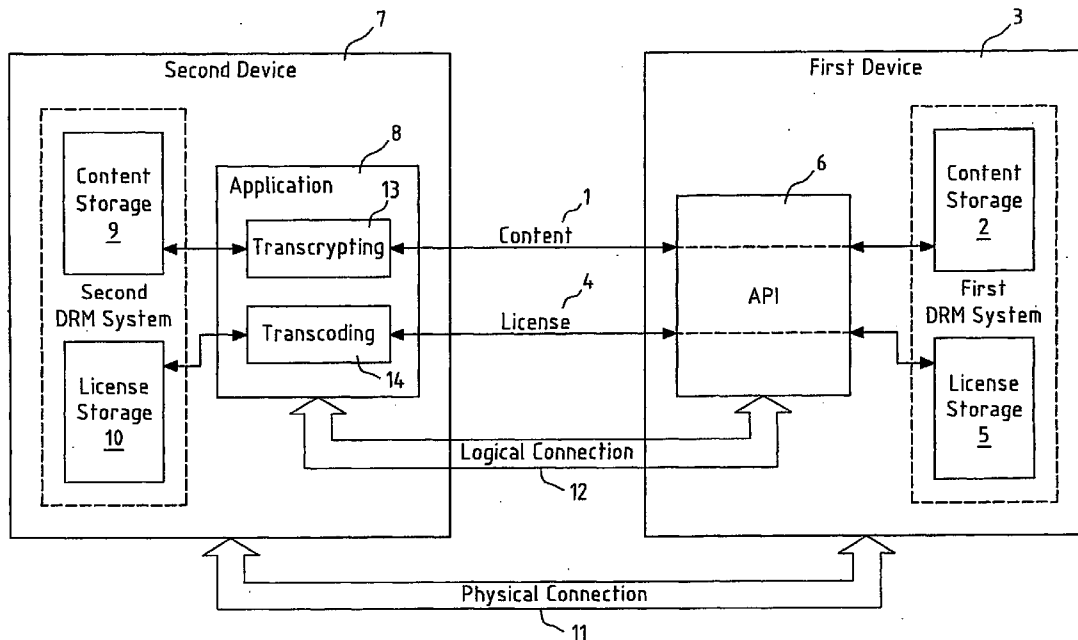 7
3
Second Device
First Device
8
6
Content
Storage
9
Application
13
Transcrypting
1
Content
Content
Storage
2
Second
DRM System
4
License
API
First
DRM System
Transcoding
14
License
Storage
10
License
Storage
5
Logical Connection
12
Physical Connection
11